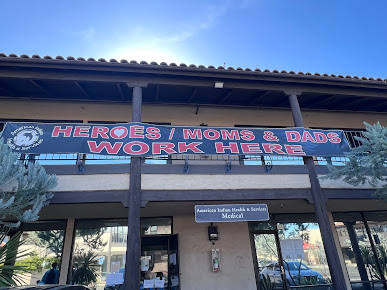 HEROES / MOMS & DADS
WORK HERE
American Indian Health & Services
Medical